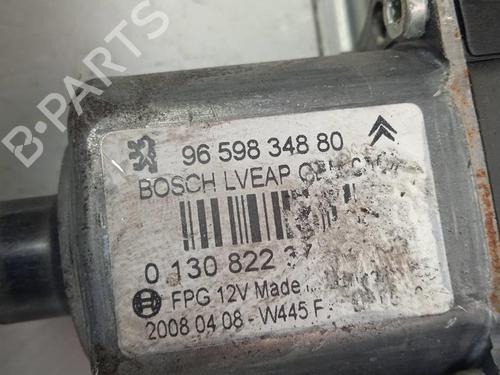 B-PARTS
96 598 348 80
BOSCH LVEAP
0 130 822
FPG 12V Made
2008 04 08 - W445 F